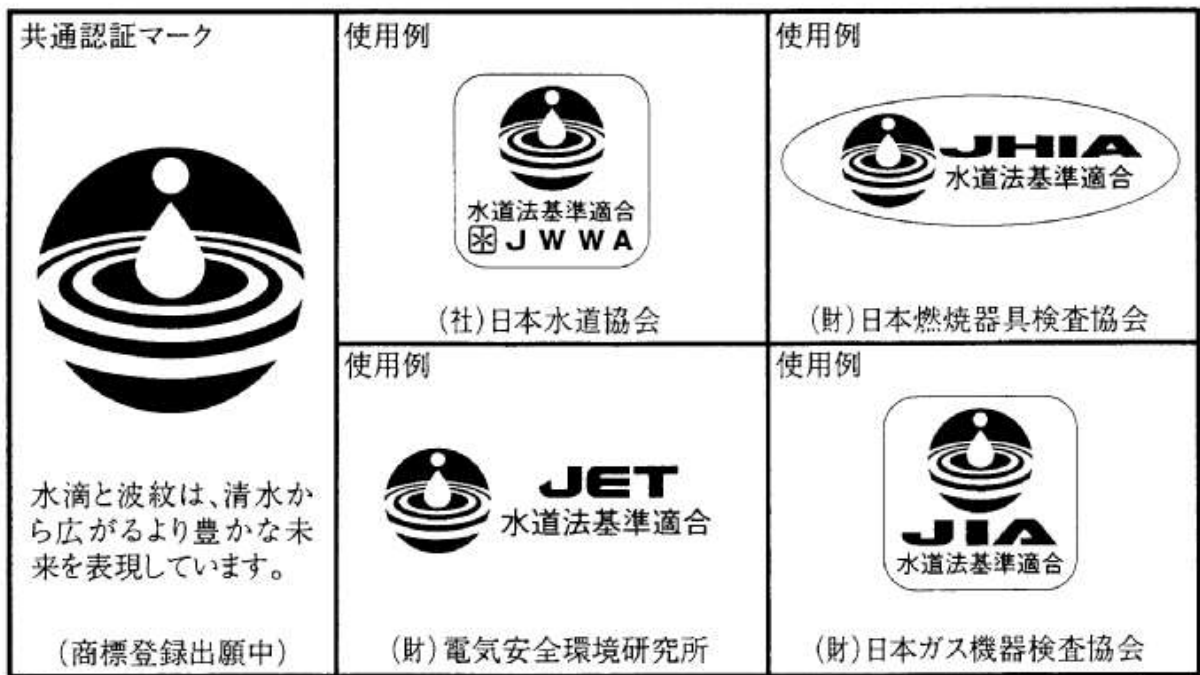 共通認証マーク
水滴と波紋は、清水か
ら広がるより豊かな未
来を表現しています。
(商標登録出願中)
使用例
水道法基準適合
JWWA
(社)日本水道協会
使用例
JHIA
水道法基準適合
(財)日本燃焼器具検査協会
使用例
JET
水道法基準適合
(財)電気安全環境研究所
使用例
JIA
水道法基準適合
(財)日本ガス機器検査協会